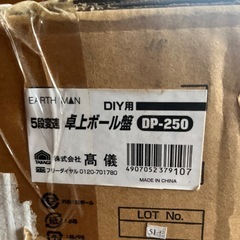 EARTH MAN DIY用
5段変速 卓上ボール盤 DP-250
TAKAGI 株式会社 髙儀
フリーダイヤル 0120-701780
4907052379107
MADE IN CHINA
LOT No.